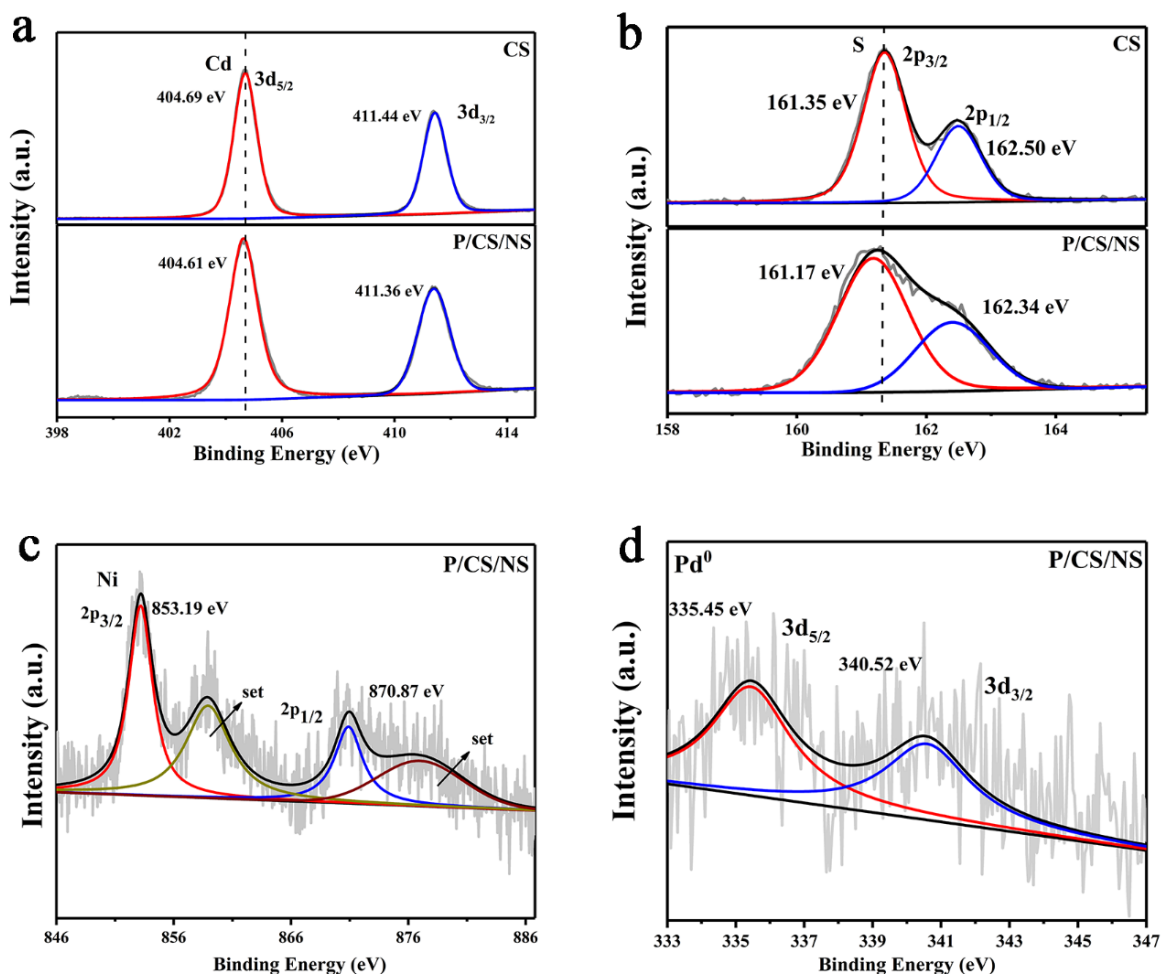 a
CS
Cd
3d5/2
404.69 eV
411.44 eV
3d3/2
P/CS/NS
404.61 eV
411.36 eV
Intensity (a.u.)
398 402 406 410 414
Binding Energy (eV)
b
CS
S
2p3/2
161.35 eV
2p1/2
162.50 eV
P/CS/NS
161.17 eV
162.34 eV
Intensity (a.u.)
158 160 162 164
Binding Energy (eV)
c
P/CS/NS
Ni
2p3/2
853.19 eV
set
2p1/2
870.87 eV
set
Intensity (a.u.)
846 856 866 876 886
Binding Energy (eV)
d
Pd⁰
P/CS/NS
335.45 eV
3d5/2
340.52 eV
3d3/2
Intensity (a.u.)
333 335 337 339 341 343 345 347
Binding Energy (eV)